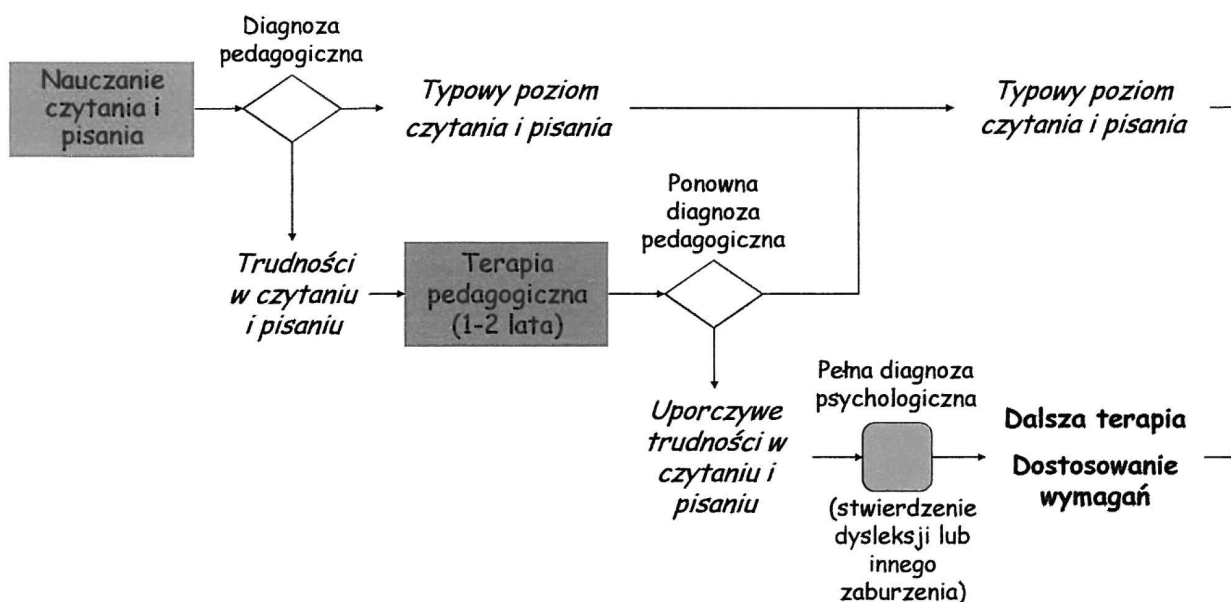 Diagnoza
pedagogiczna
Nauczanie
czytania i
pisania
Typowy poziom
czytania i pisania
Typowy poziom
czytania i pisania
Ponowna
diagnoza
pedagogiczna
Trudności
w czytaniu
i pisaniu
Terapia
pedagogiczna
(1-2 lata)
Pełna diagnoza
psychologiczna
Uporczywe
trudności w
czytaniu i
pisaniu
Dalsza terapia
Dostosowanie
wymagań
(stwierdzenie
dysleksji lub
innego
zaburzenia)